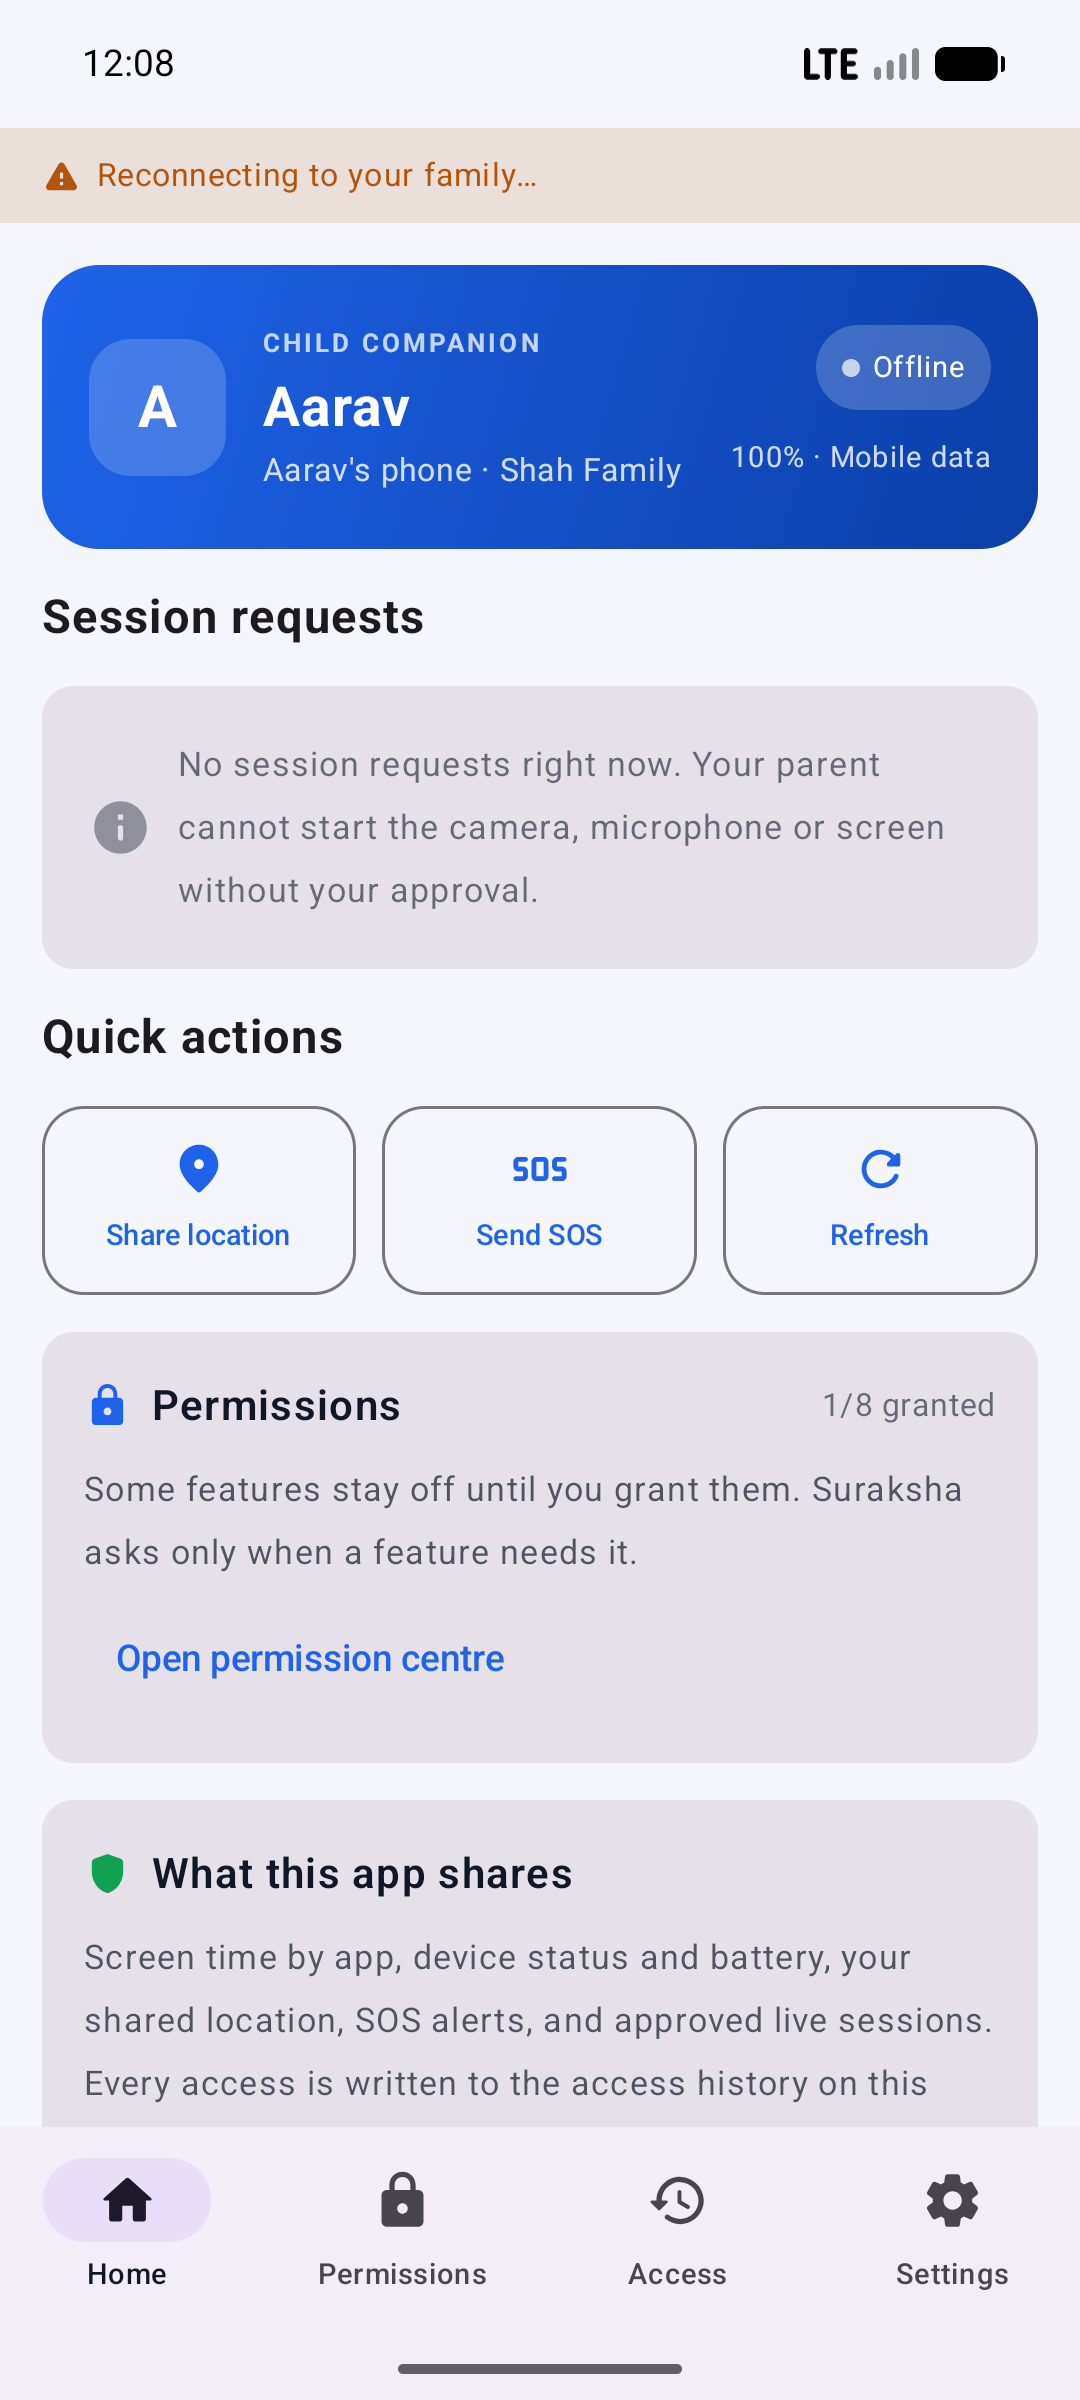 12:08
LTE
Reconnecting to your family…
CHILD COMPANION
A
Aarav
Aarav's phone · Shah Family
Offline
100% · Mobile data
Session requests
No session requests right now. Your parent
cannot start the camera, microphone or screen
without your approval.
Quick actions
SOS
Share location
Send SOS
Refresh
Permissions
1/8 granted
Some features stay off until you grant them. Suraksha
asks only when a feature needs it.
Open permission centre
What this app shares
Screen time by app, device status and battery, your
shared location, SOS alerts, and approved live sessions.
Every access is written to the access history on this
Home
Permissions
Access
Settings